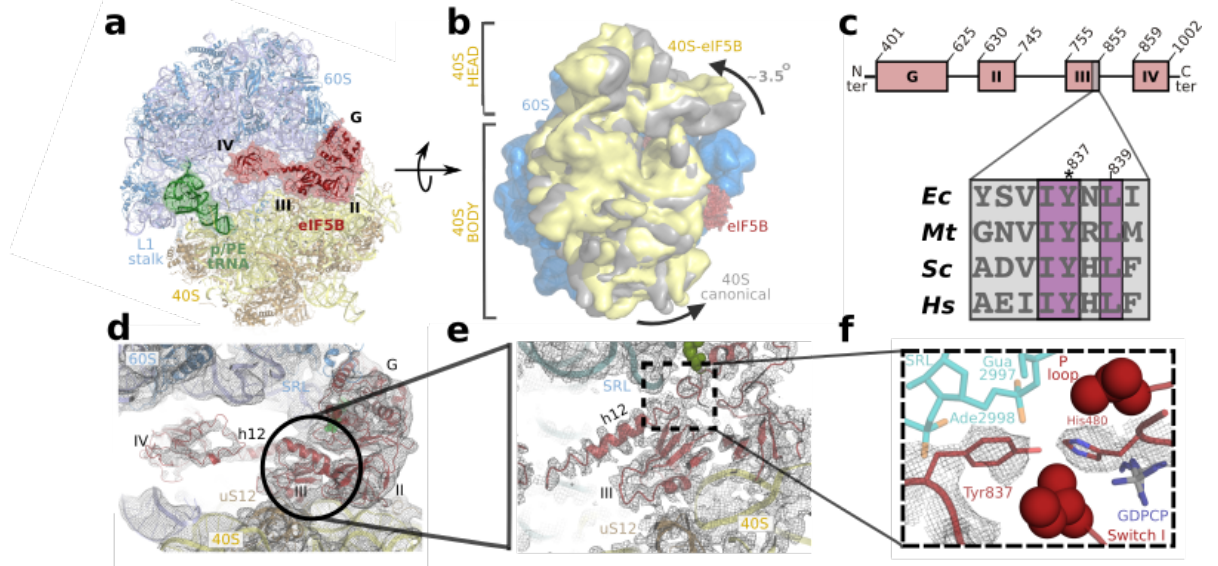 a
60S
G
IV
III
II
eIF5B
L1
stalk
p/PE
tRNA
40S
b
40S
HEAD
40S-eIF5B
~3.5°
60S
40S
BODY
eIF5B
40S
canonical
c
401
625
630
745
755
855
859
1002
N
ter
G
II
III
IV
C
ter
*837
839
Ec YSVIYNLI
Mt GNVIYRLM
Sc ADVIYHLF
Hs AEIIYHLF
d
60S
SRL
G
IV
h12
III
II
uS12
40S
e
SRL
h12
III
uS12
40S
f
SRL
Gua
2997
P
loop
Ade2998
His480
Tyr837
GDPCP
Switch I